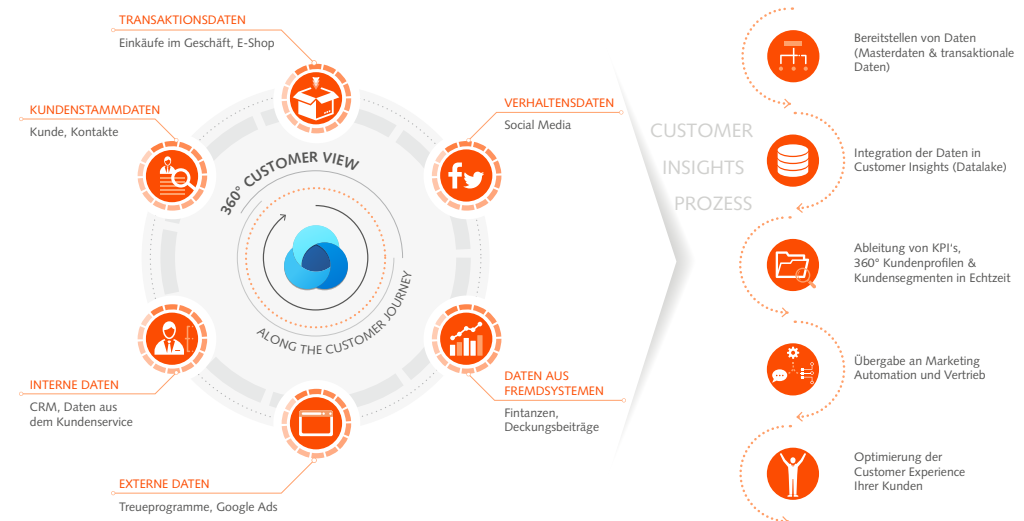 TRANSAKTIONSDATEN
Einkäufe im Geschäft, E-Shop
KUNDENSTAMMDATEN
Kunde, Kontakte
VERHALTENSDATEN
Social Media
360° CUSTOMER VIEW
ALONG THE CUSTOMER JOURNEY
INTERNE DATEN
CRM, Daten aus
dem Kundenservice
DATEN AUS
FREMDSYSTEMEN
Fintanzen,
Deckungsbeiträge
EXTERNE DATEN
Treueprogramme, Google Ads
CUSTOMER
INSIGHTS
PROZESS
Bereitstellen von Daten
(Masterdaten & transaktionale
Daten)
Integration der Daten in
Customer Insights (Datalake)
Ableitung von KPI's,
360° Kundenprofilen &
Kundensegmenten in Echtzeit
Übergabe an Marketing
Automation und Vertrieb
Optimierung der
Customer Experience
Ihrer Kunden